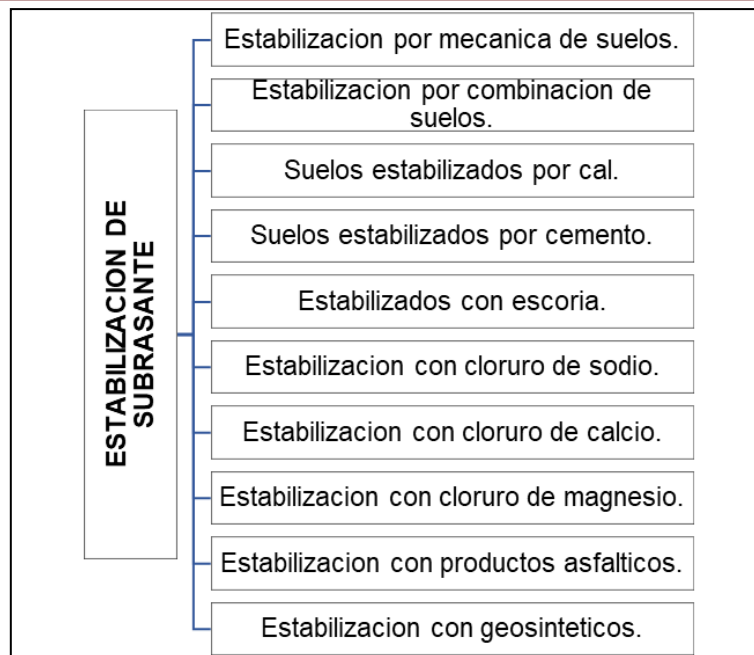 ESTABILIZACION DE
SUBRASANTE
Estabilizacion por mecanica de suelos.
Estabilizacion por combinacion de
suelos.
Suelos estabilizados por cal.
Suelos estabilizados por cemento.
Estabilizados con escoria.
Estabilizacion con cloruro de sodio.
Estabilizacion con cloruro de calcio.
Estabilizacion con cloruro de magnesio.
Estabilizacion con productos asfalticos.
Estabilizacion con geosinteticos.